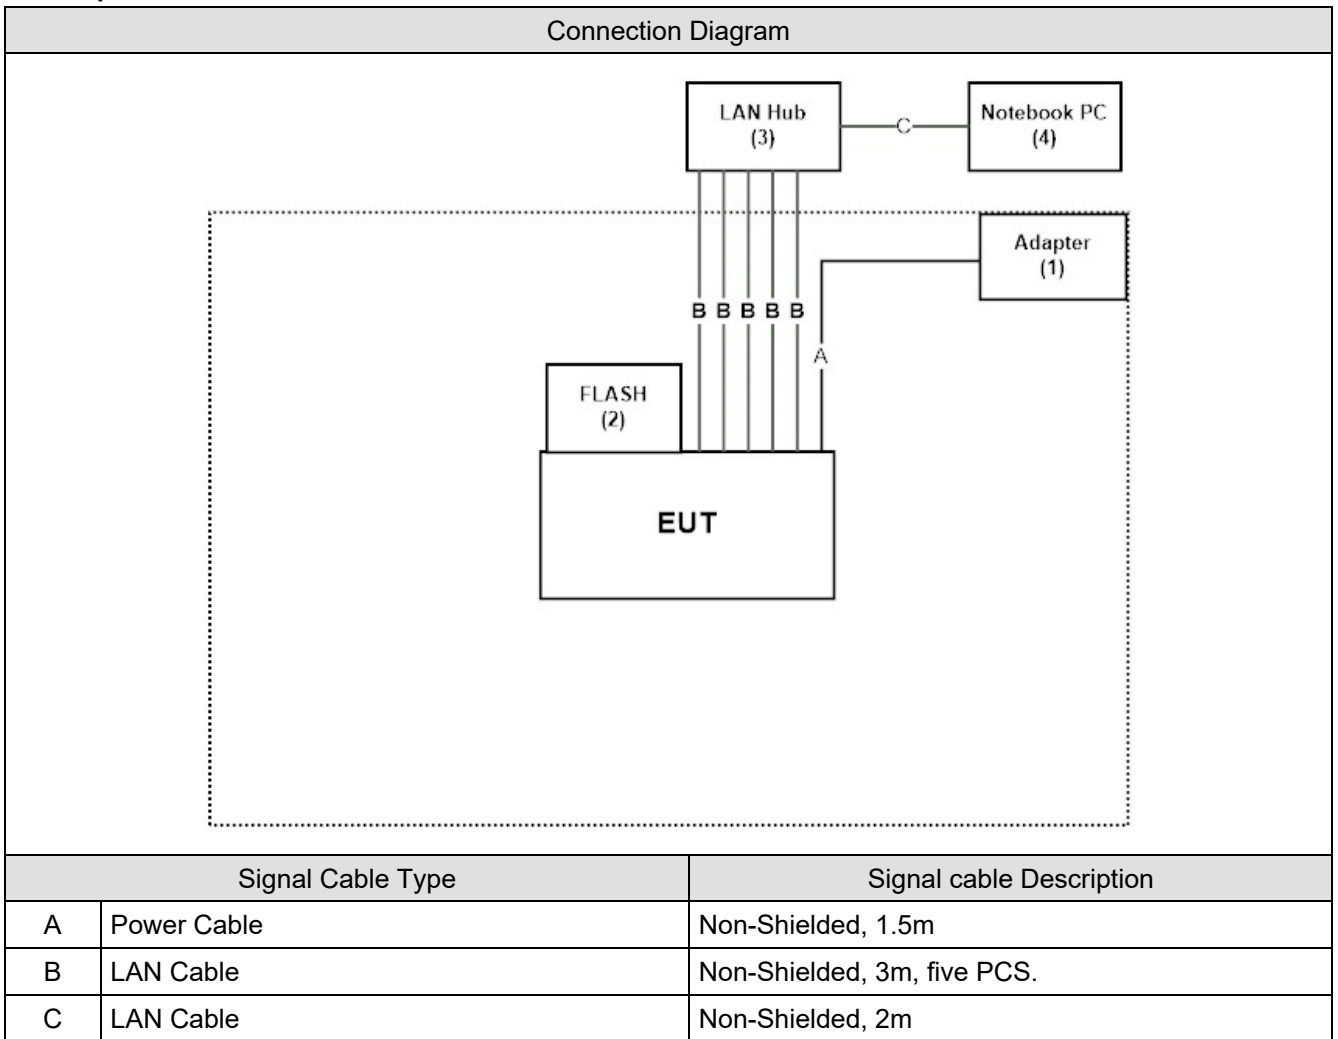 Connection Diagram
LAN Hub
(3)
C
Notebook PC
(4)
Adapter
(1)
B B B B B
A
FLASH
(2)
EUT
Signal Cable Type Signal cable Description
A Power Cable Non-Shielded, 1.5m
B LAN Cable Non-Shielded, 3m, five PCS.
C LAN Cable Non-Shielded, 2m